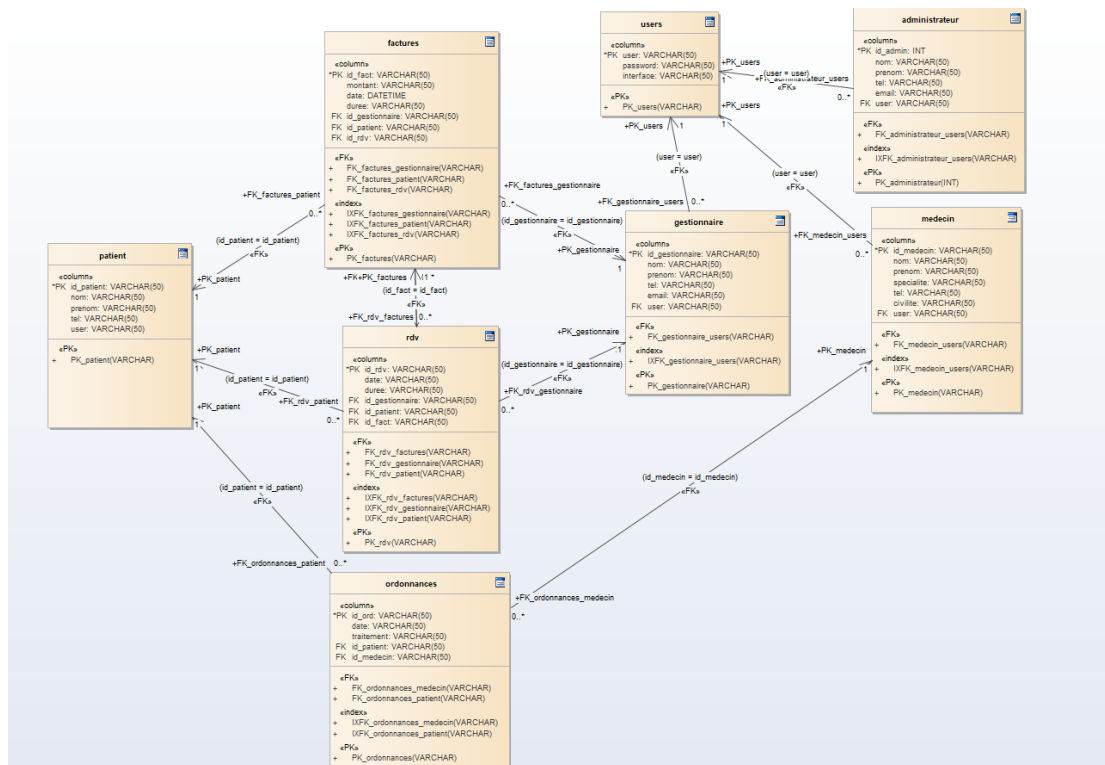 users
«column»
*PK user: VARCHAR(50)
password: VARCHAR(50)
interface: VARCHAR(50)
«PK»
+ PK_users(VARCHAR)
administrateur
«column»
*PK id_admin: INT
nom: VARCHAR(50)
prenom: VARCHAR(50)
tel: VARCHAR(50)
email: VARCHAR(50)
FK user: VARCHAR(50)
«FK»
+ FK_administrateur_users(VARCHAR)
«index»
+ IXFK_administrateur_users(VARCHAR)
«PK»
+ PK_administrateur(INT)
+PK_users
1
(user = user)
«FK»
0..*
+PK_users
1
(user = user)
«FK»
+FK_medecin_users
0..*
+PK_users
1
(user = user)
«FK»
+FK_gestionnaire_users
0..*
factures
«column»
*PK id_fact: VARCHAR(50)
montant: VARCHAR(50)
date: DATETIME
duree: VARCHAR(50)
FK id_gestionnaire: VARCHAR(50)
FK id_patient: VARCHAR(50)
FK id_rdv: VARCHAR(50)
«FK»
+ FK_factures_gestionnaire(VARCHAR)
+ FK_factures_patient(VARCHAR)
+ FK_factures_rdv(VARCHAR)
«index»
+ IXFK_factures_gestionnaire(VARCHAR)
+ IXFK_factures_patient(VARCHAR)
+ IXFK_factures_rdv(VARCHAR)
«PK»
+ PK_factures(VARCHAR)
+FK_factures_patient
0..*
(id_patient = id_patient)
«FK»
+PK_patient
1
+FK_factures_gestionnaire
0..*
(id_gestionnaire = id_gestionnaire)
«FK»
+PK_gestionnaire
1
gestionnaire
«column»
*PK id_gestionnaire: VARCHAR(50)
nom: VARCHAR(50)
prenom: VARCHAR(50)
tel: VARCHAR(50)
email: VARCHAR(50)
FK user: VARCHAR(50)
«FK»
+ FK_gestionnaire_users(VARCHAR)
«index»
+ IXFK_gestionnaire_users(VARCHAR)
«PK»
+ PK_gestionnaire(VARCHAR)
medecin
«column»
*PK id_medecin: VARCHAR(50)
nom: VARCHAR(50)
prenom: VARCHAR(50)
specialite: VARCHAR(50)
tel: VARCHAR(50)
civilite: VARCHAR(50)
FK user: VARCHAR(50)
«FK»
+ FK_medecin_users(VARCHAR)
«index»
+ IXFK_medecin_users(VARCHAR)
«PK»
+ PK_medecin(VARCHAR)
patient
«column»
*PK id_patient: VARCHAR(50)
nom: VARCHAR(50)
prenom: VARCHAR(50)
tel: VARCHAR(50)
user: VARCHAR(50)
«PK»
+ PK_patient(VARCHAR)
+PK_factures
(id_fact = id_fact)
«FK»
+FK_rdv_factures
0..*
rdv
«column»
*PK id_rdv: VARCHAR(50)
date: VARCHAR(50)
duree: VARCHAR(50)
FK id_gestionnaire: VARCHAR(50)
FK id_patient: VARCHAR(50)
FK id_fact: VARCHAR(50)
«FK»
+ FK_rdv_factures(VARCHAR)
+ FK_rdv_gestionnaire(VARCHAR)
+ FK_rdv_patient(VARCHAR)
«index»
+ IXFK_rdv_factures(VARCHAR)
+ IXFK_rdv_gestionnaire(VARCHAR)
+ IXFK_rdv_patient(VARCHAR)
«PK»
+ PK_rdv(VARCHAR)
+PK_patient
1
(id_patient = id_patient)
«FK»
+FK_rdv_patient
0..*
+PK_gestionnaire
1
(id_gestionnaire = id_gestionnaire)
«FK»
+FK_rdv_gestionnaire
0..*
+PK_patient
1
(id_patient = id_patient)
«FK»
+FK_ordonnances_patient
0..*
+PK_medecin
1
(id_medecin = id_medecin)
«FK»
+FK_ordonnances_medecin
0..*
ordonnances
«column»
*PK id_ord: VARCHAR(50)
date: VARCHAR(50)
traitement: VARCHAR(50)
FK id_patient: VARCHAR(50)
FK id_medecin: VARCHAR(50)
«FK»
+ FK_ordonnances_medecin(VARCHAR)
+ FK_ordonnances_patient(VARCHAR)
«index»
+ IXFK_ordonnances_medecin(VARCHAR)
+ IXFK_ordonnances_patient(VARCHAR)
«PK»
+ PK_ordonnances(VARCHAR)